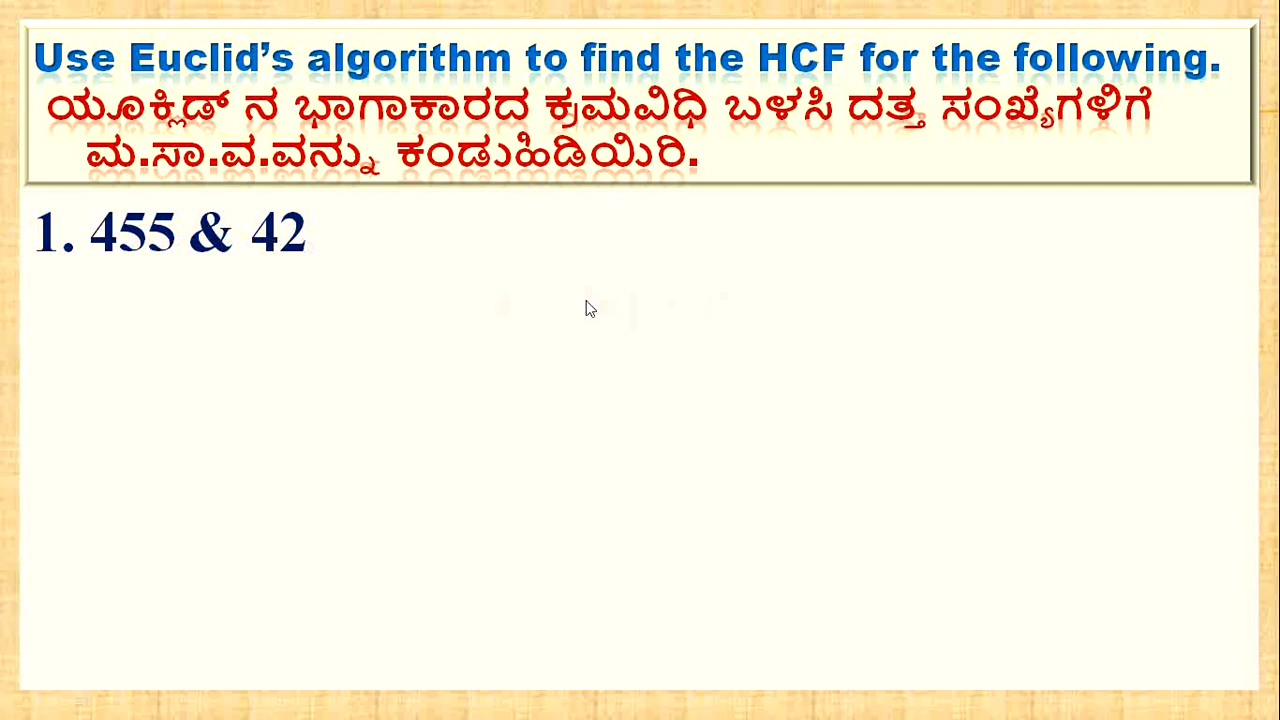 Use Euclid’s algorithm to find the HCF for the following.
ಯೂಕ್ಲಿಡ್ ನ ಭಾಗಾಕಾರದ ಕ್ರಮವಿಧಿ ಬಳಸಿ ದತ್ತ ಸಂಖ್ಯೆಗಳಿಗೆ
ಮ.ಸಾ.ವ.ವನ್ನು ಕಂಡುಹಿಡಿಯಿರಿ.
1. 455 & 42